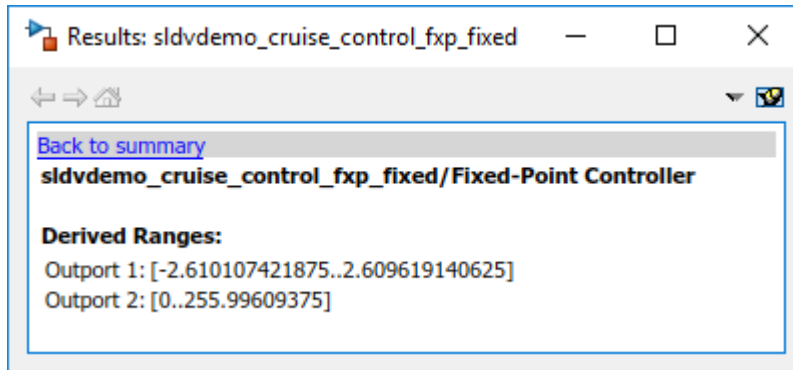 Results: sldvdemo_cruise_control_fxp_fixed
Back to summary
sldvdemo_cruise_control_fxp_fixed/Fixed-Point Controller
Derived Ranges:
Outport 1: [-2.610107421875..2.609619140625]
Outport 2: [0..255.99609375]